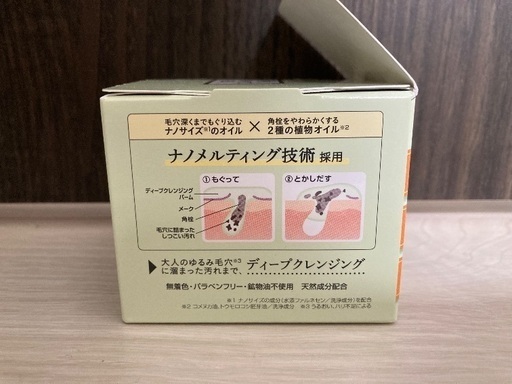 毛穴深くまでもぐり込む
ナノサイズ※1のオイル
×
角栓をやわらかくする
2種の植物オイル※2
ナノメルティング技術 採用
①もぐって
②とかしだす
ディープクレンジング
バーム
メーク
角栓
毛穴に詰まった
しつこい汚れ
大人のゆるみ毛穴※3
に溜まった汚れまで、
ディープクレンジング
無着色・パラベンフリー・鉱物油不使用 天然成分配合
※1 ナノサイズの成分(水添ファルネセン/洗浄成分)を配合
※2 コメヌカ油、トウモロコシ胚芽油/洗浄成分 ※3 うるおい、ハリ不足による